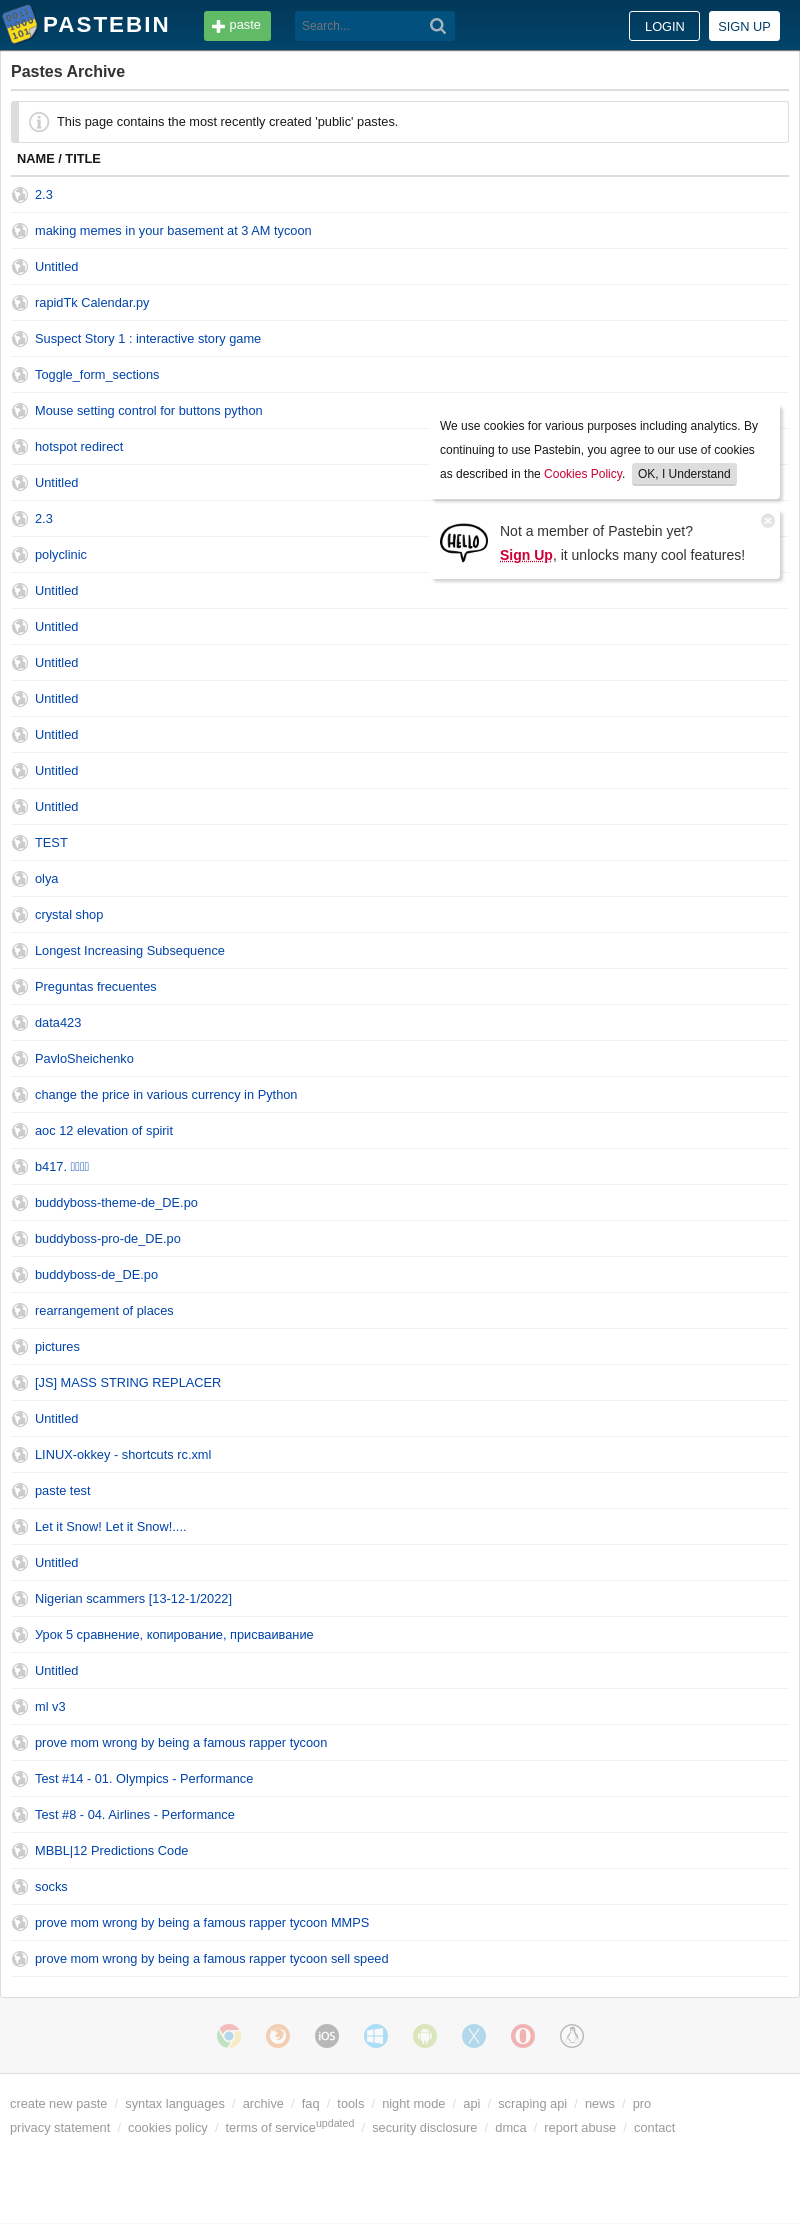 PASTEBIN paste Search... LOGIN SIGN UP
Pastes Archive
This page contains the most recently created 'public' pastes.
NAME / TITLE
2.3
making memes in your basement at 3 AM tycoon
Untitled
rapidTk Calendar.py
Suspect Story 1 : interactive story game
Toggle_form_sections
Mouse setting control for buttons python
hotspot redirect
Untitled
2.3
polyclinic
We use cookies for various purposes including analytics. By
continuing to use Pastebin, you agree to our use of cookies
as described in the Cookies Policy. OK, I Understand
HELLO
Not a member of Pastebin yet?
Sign Up, it unlocks many cool features!
Untitled
Untitled
Untitled
Untitled
Untitled
Untitled
Untitled
TEST
olya
crystal shop
Longest Increasing Subsequence
Preguntas frecuentes
data423
PavloSheichenko
change the price in various currency in Python
aoc 12 elevation of spirit
b417.
buddyboss-theme-de_DE.po
buddyboss-pro-de_DE.po
buddyboss-de_DE.po
rearrangement of places
pictures
[JS] MASS STRING REPLACER
Untitled
LINUX-okkey - shortcuts rc.xml
paste test
Let it Snow! Let it Snow!....
Untitled
Nigerian scammers [13-12-1/2022]
Урок 5 сравнение, копирование, присваивание
Untitled
ml v3
prove mom wrong by being a famous rapper tycoon
Test #14 - 01. Olympics - Performance
Test #8 - 04. Airlines - Performance
MBBL|12 Predictions Code
socks
prove mom wrong by being a famous rapper tycoon MMPS
prove mom wrong by being a famous rapper tycoon sell speed
iOS
create new paste / syntax languages / archive / faq / tools / night mode / api / scraping api / news / pro
privacy statement / cookies policy / terms of service updated / security disclosure / dmca / report abuse / contact